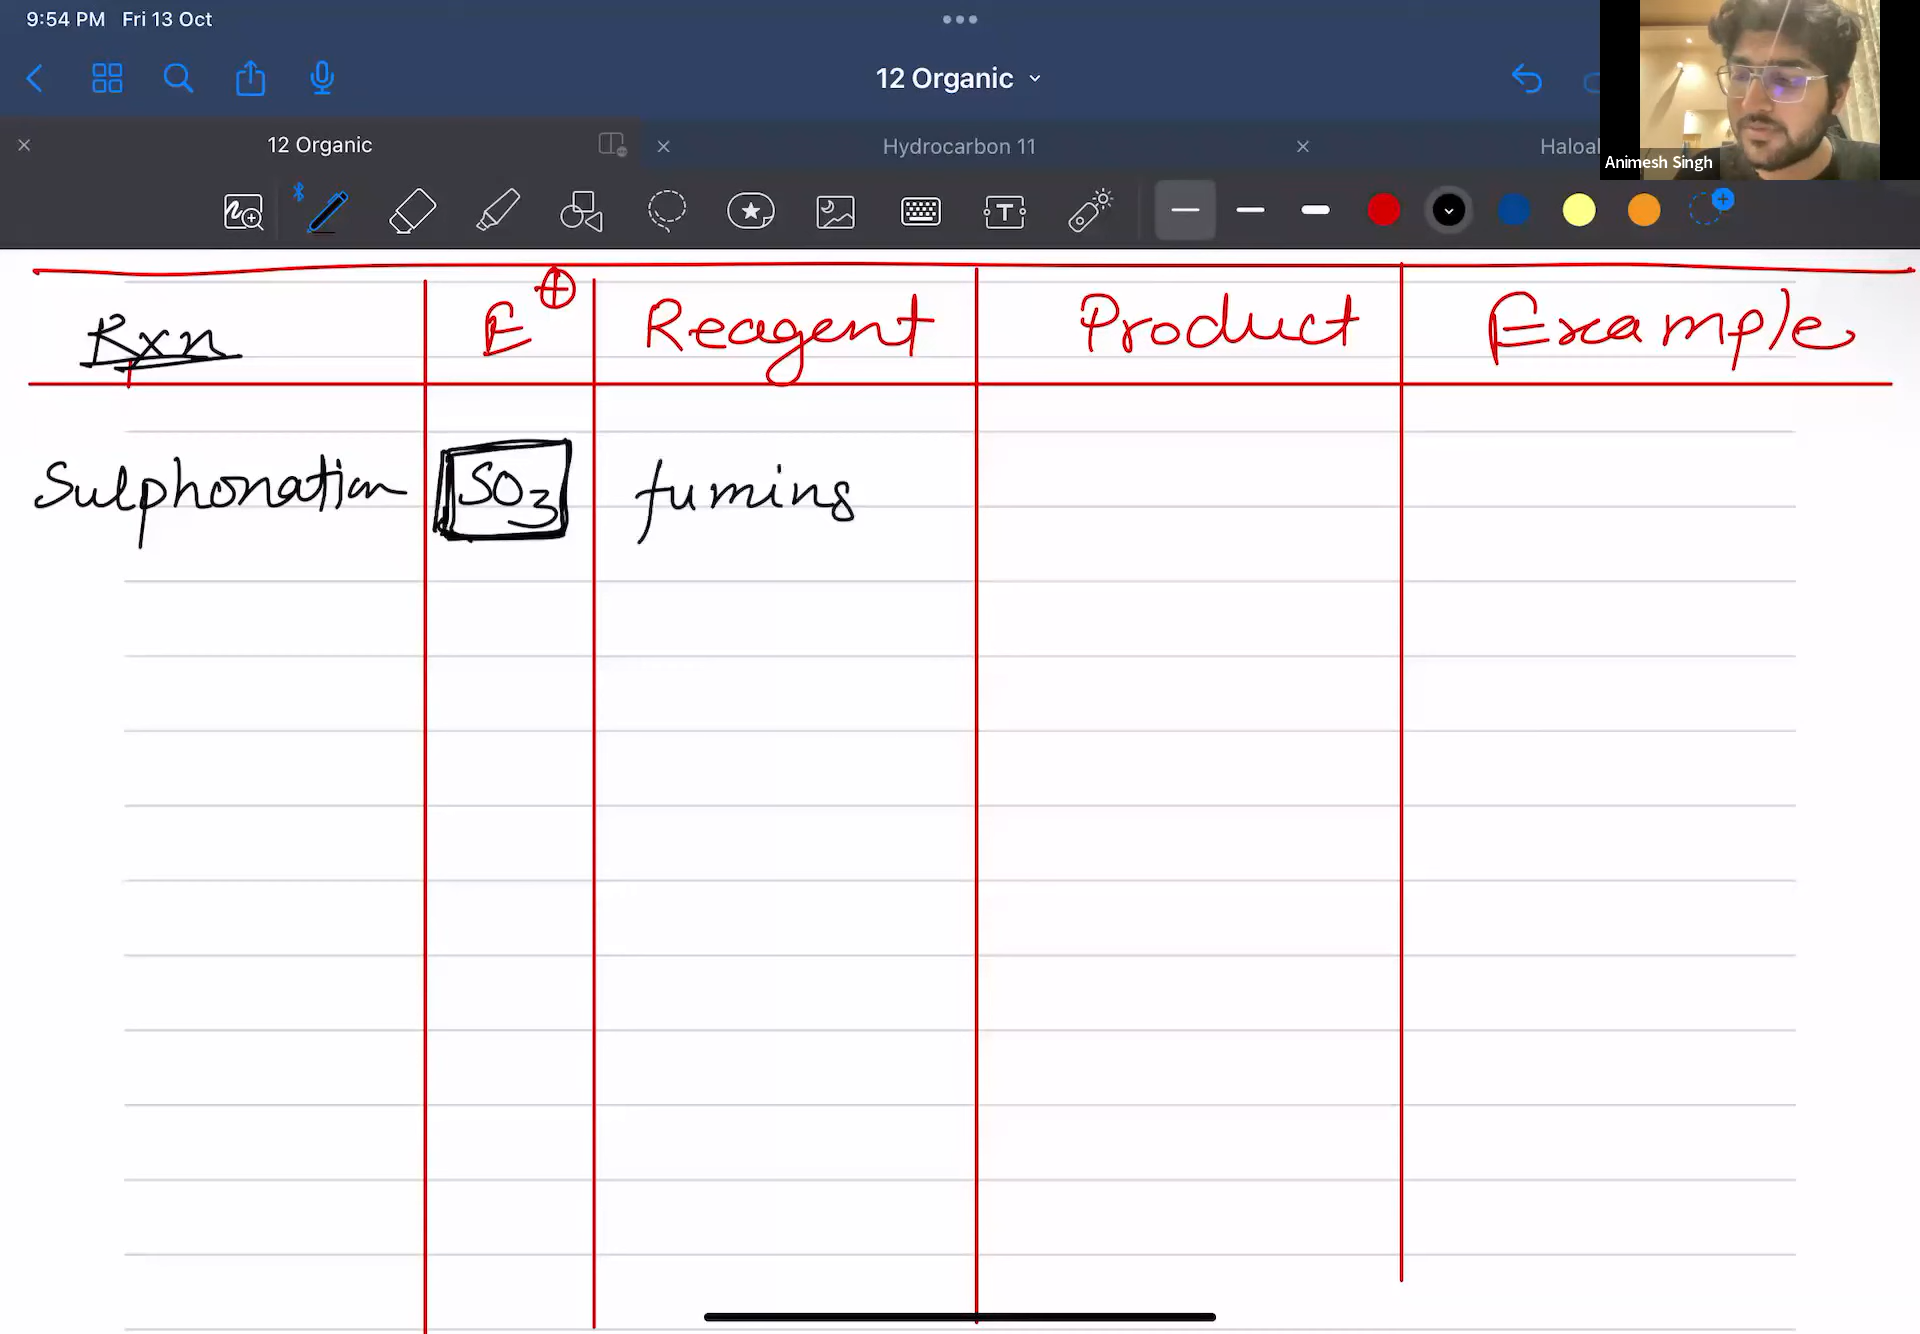 9:54 PM Fri 13 Oct
12 Organic
12 Organic
Hydrocarbon 11
Haloal
Animesh Singh
T
Rxn E⊕ Reagent Product Example
Sulphonation SO3 fuming